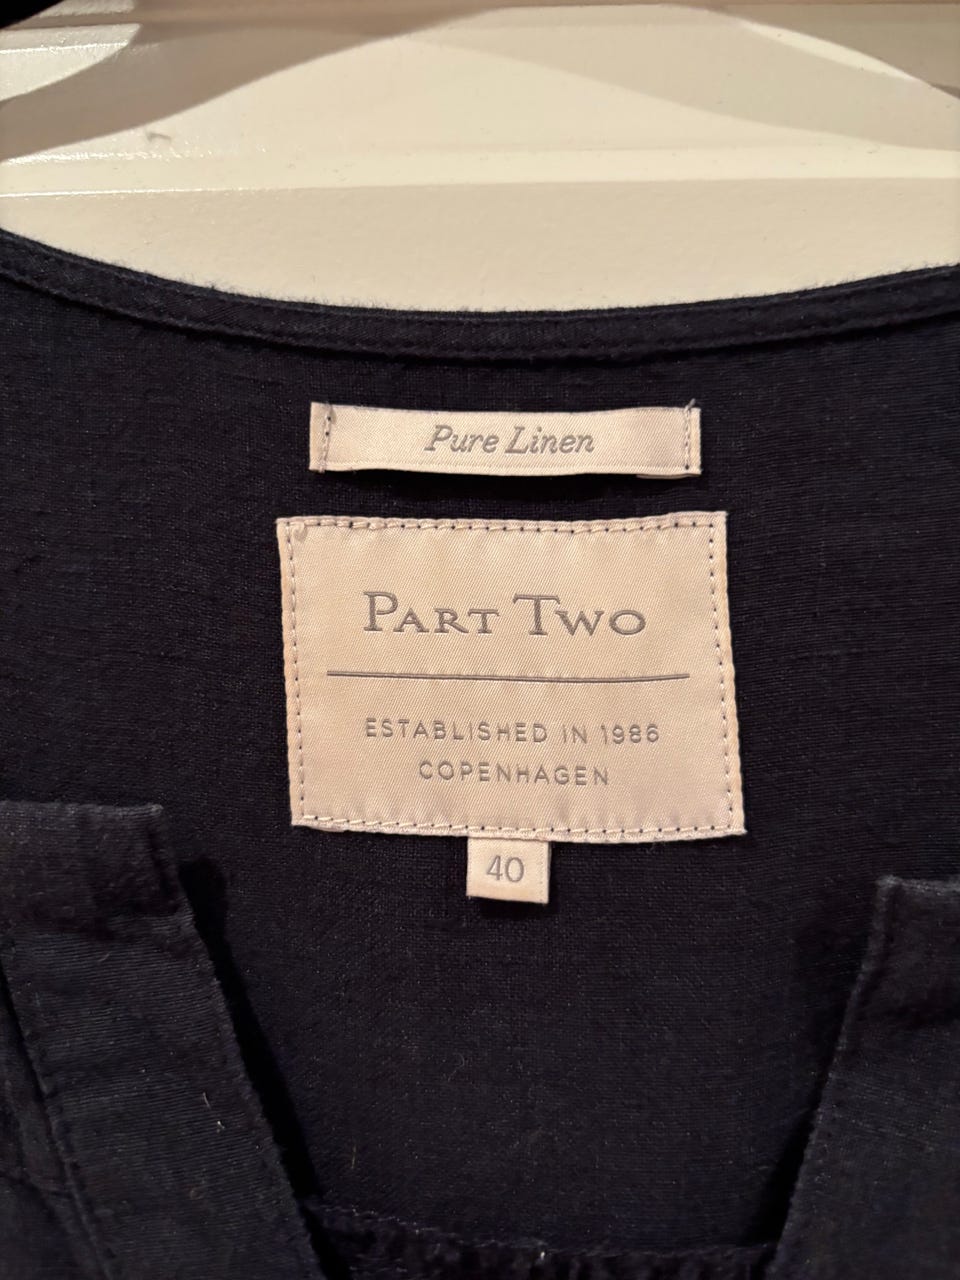 Pure Linen
PART TWO
ESTABLISHED IN 1986
COPENHAGEN
40